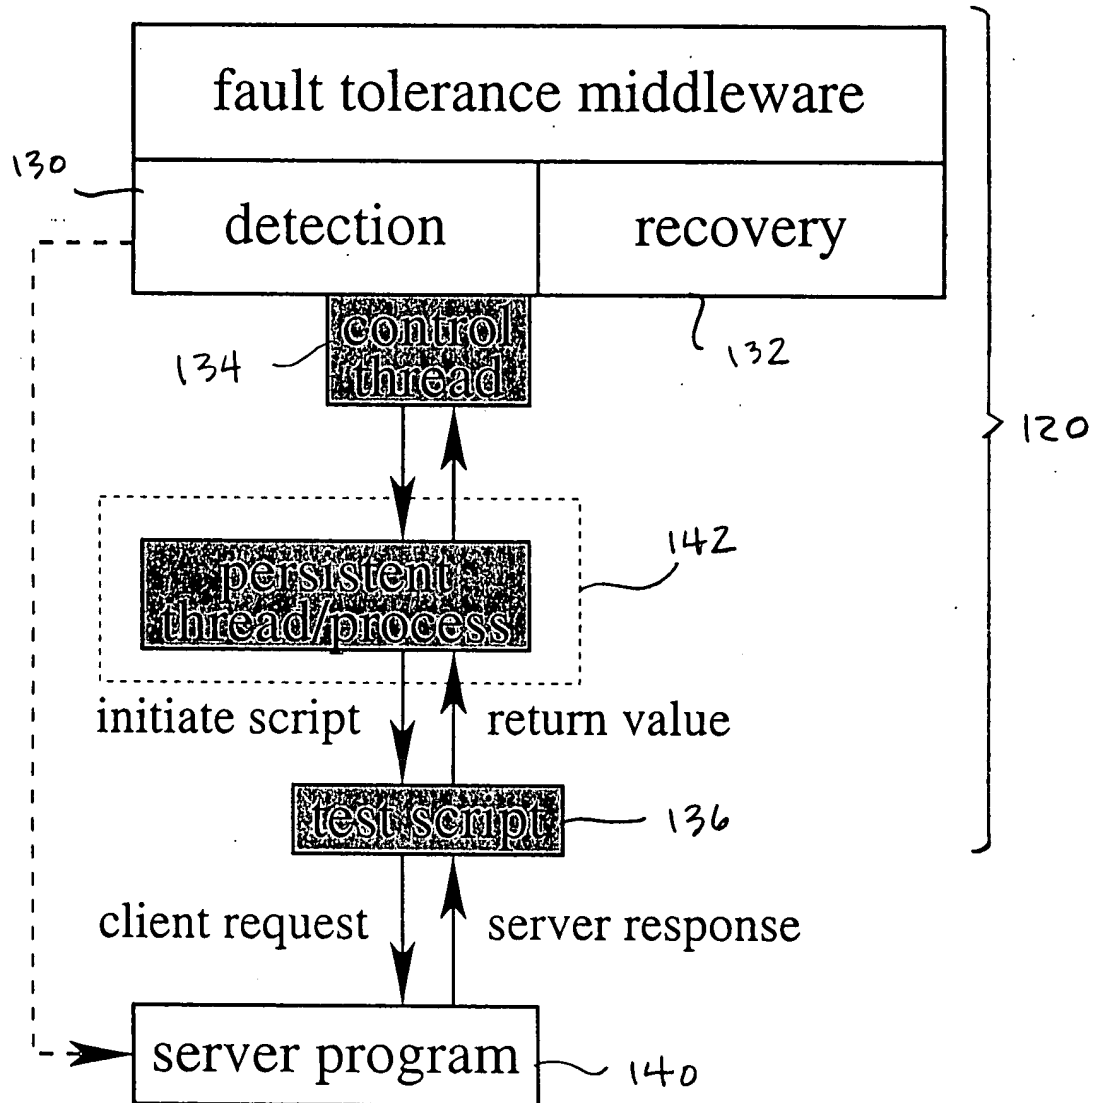 fault tolerance middleware
130
detection
recovery
control
thread
134
132
120
persistent
thread/process
142
initiate script
return value
test script
136
client request
server response
server program
140